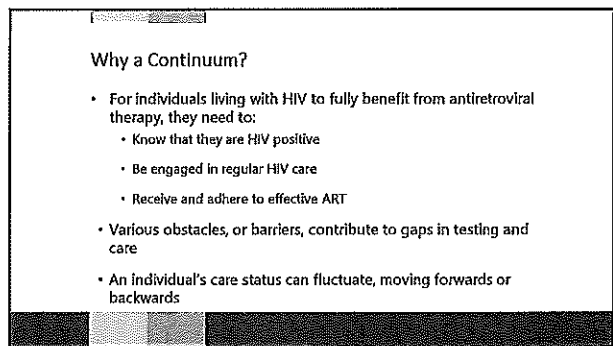 Why a Continuum?
• For individuals living with HIV to fully benefit from antiretroviral
therapy, they need to:
• Know that they are HIV positive
• Be engaged in regular HIV care
• Receive and adhere to effective ART
• Various obstacles, or barriers, contribute to gaps in testing and
care
• An individual's care status can fluctuate, moving forwards or
backwards